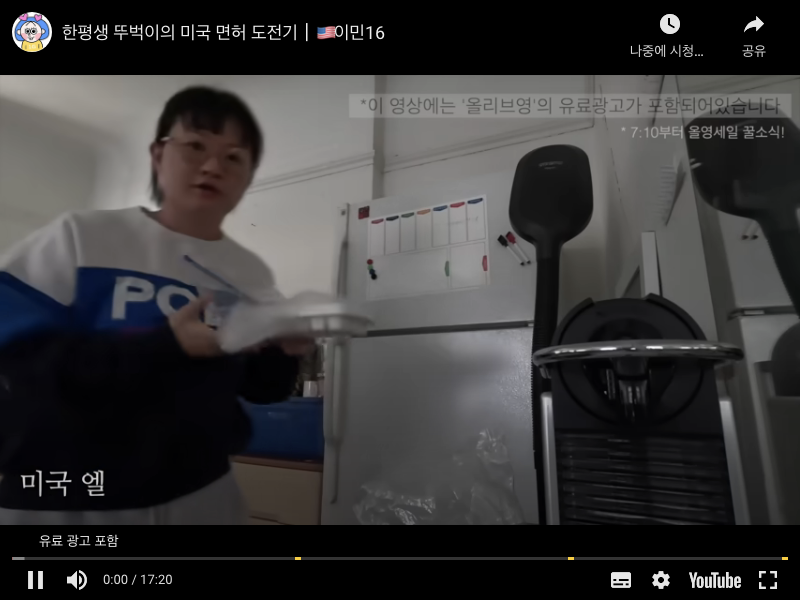 한평생 뚜벅이의 미국 면허 도전기 | 🇺🇸이민16
나중에 시청...
공유
*이 영상에는 '올리브영'의 유료광고가 포함되어있습니다
* 7:10부터 올영세일 꿀소식!
미국 엘
유료 광고 포함
0:00 / 17:20
YouTube